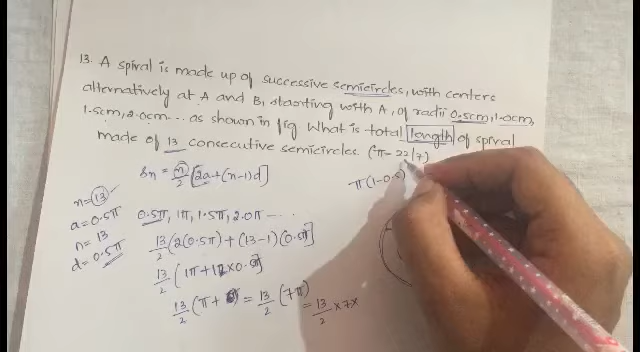 13. A spiral is made up of successive semicircles, with centers
alternatively at A and B, starting with A, of radii 0.5cm, 1.0cm,
1.5cm, 2.0cm... as shown in fig What is total length of spiral
made of 13 consecutive semicircles. (π = 22/7)
Sn = n/2 [2a+(n-1)d]
π(1-0.5)
n = 13
a = 0.5π
n = 13
d = 0.5π
0.5π, 1π, 1.5π, 2.0π ...
13/2 (2(0.5π) + (13-1)(0.5π)]
13/2 (1π + 12×0.
13/2 (π + 6π) = 13/2 (7π) = 13/2 × 7×